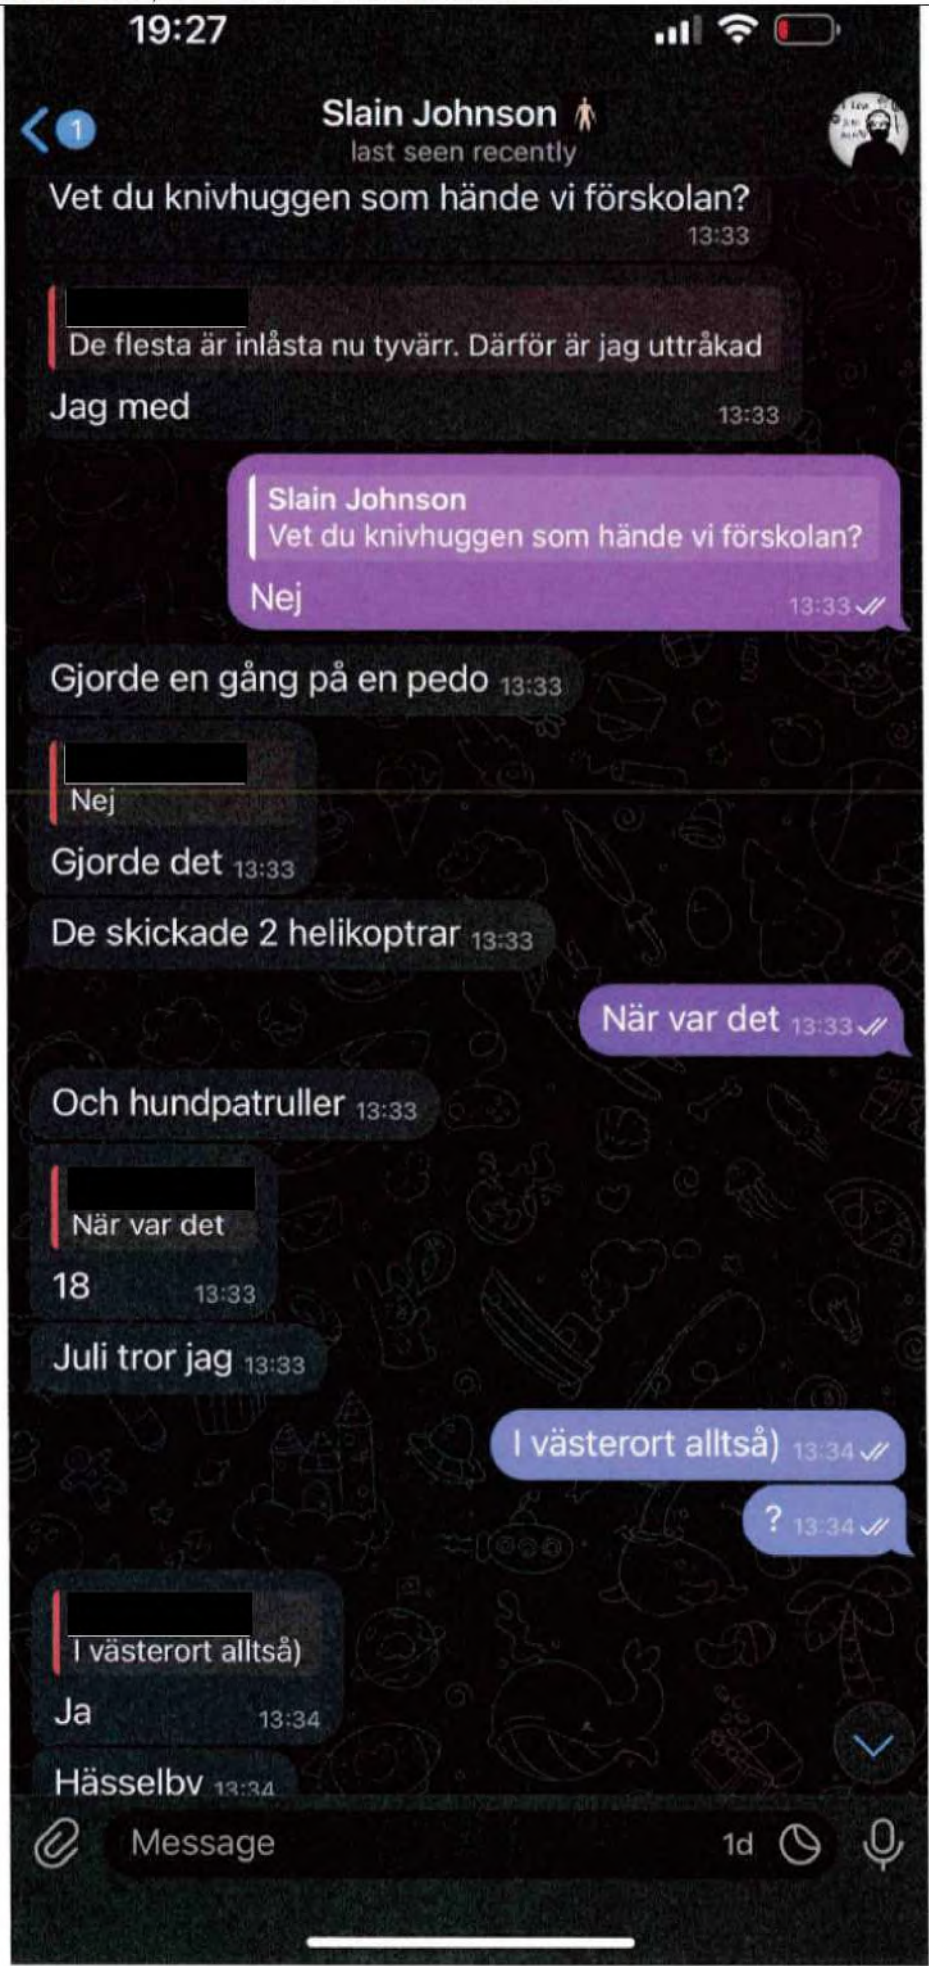 19:27
1
Slain Johnson
last seen recently
Vet du knivhuggen som hände vi förskolan?
13:33
De flesta är inlåsta nu tyvärr. Därför är jag uttråkad
Jag med 13:33
Slain Johnson
Vet du knivhuggen som hände vi förskolan?
Nej 13:33
Gjorde en gång på en pedo 13:33
Nej
Gjorde det 13:33
De skickade 2 helikoptrar 13:33
När var det 13:33
Och hundpatruller 13:33
När var det
18 13:33
Juli tror jag 13:33
I västerort alltså) 13:34
? 13:34
I västerort alltså)
Ja 13:34
Hässelby 13:34
Message 1d